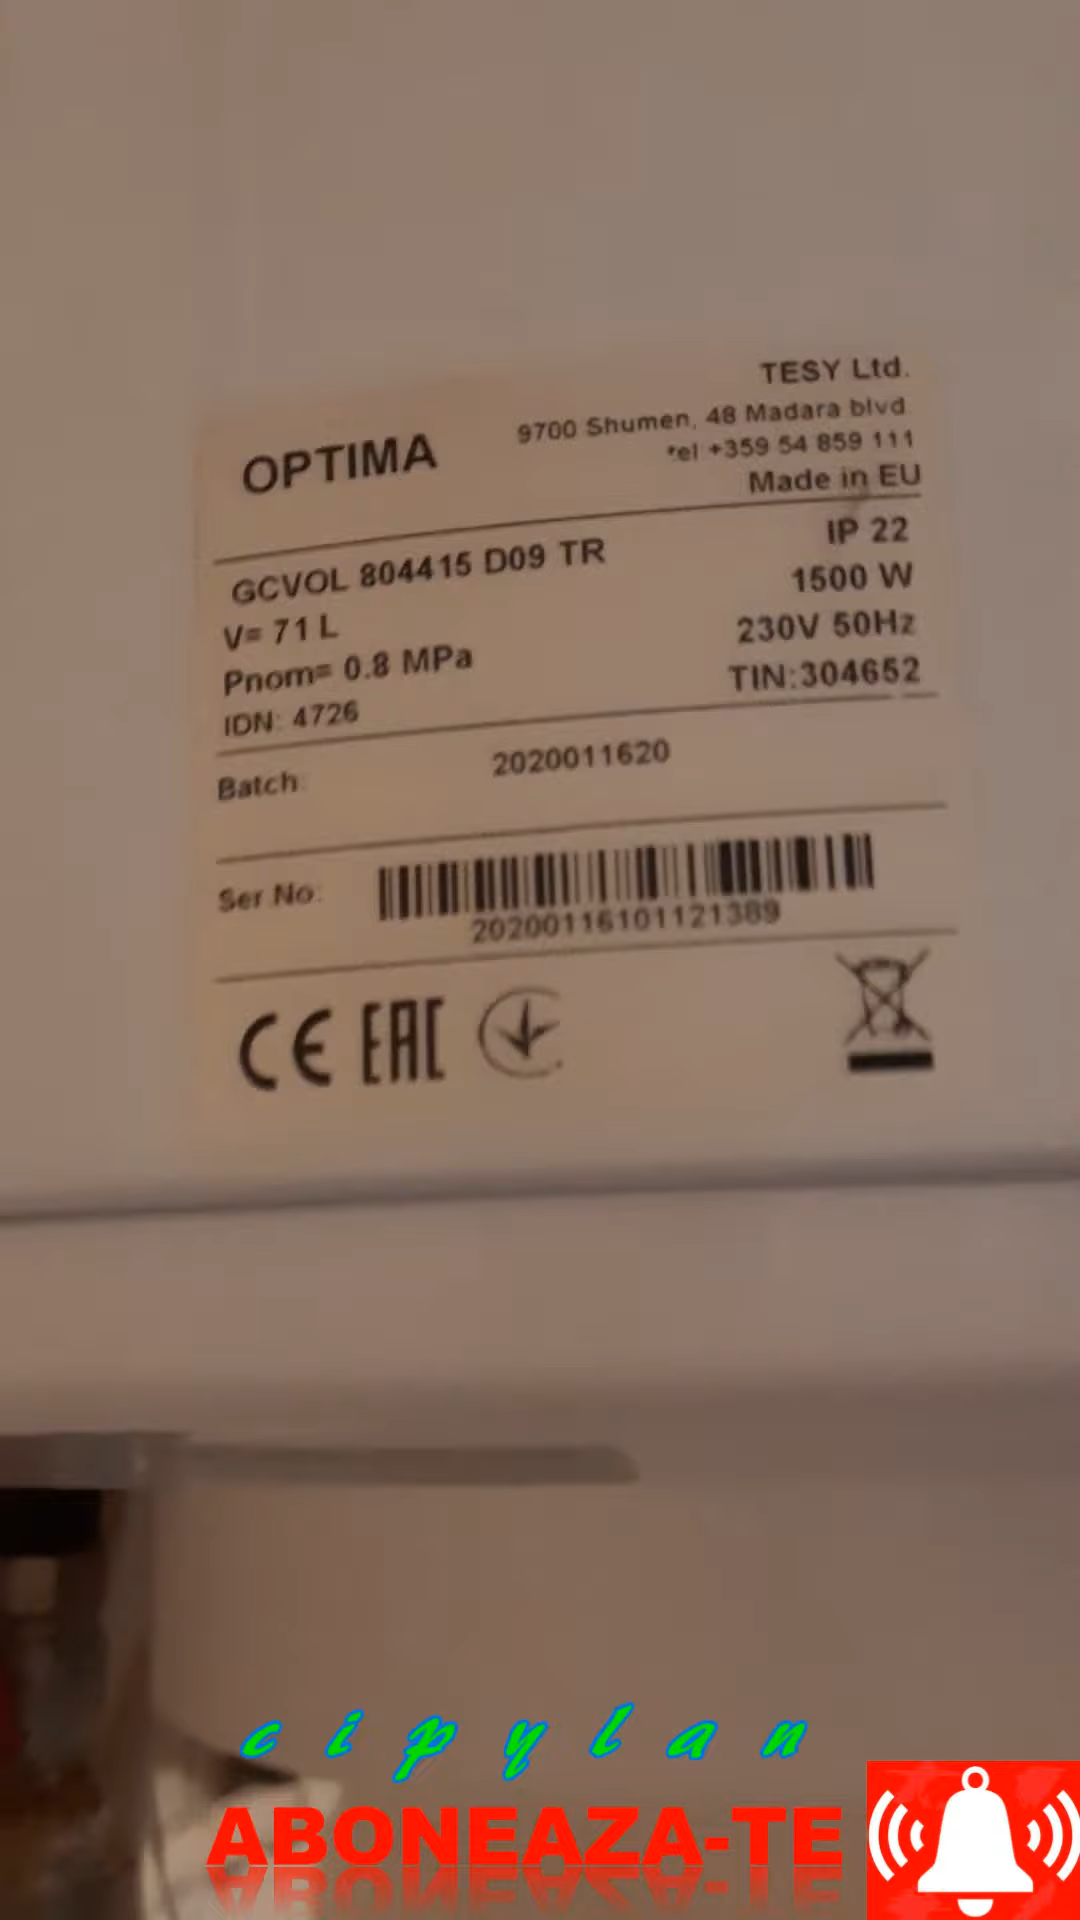 TESY Ltd.
OPTIMA
9700 Shumen, 48 Madara blvd
tel +359 54 859 111
Made in EU
GCVOL 804415 D09 TR
IP 22
V= 71 L
1500 W
Pnom= 0.8 MPa
230V 50Hz
IDN: 4726
TIN:304652
Batch: 2020011620
Ser.No:
20200116101121389
CE EAC
cipylan
ABONEAZA-TE